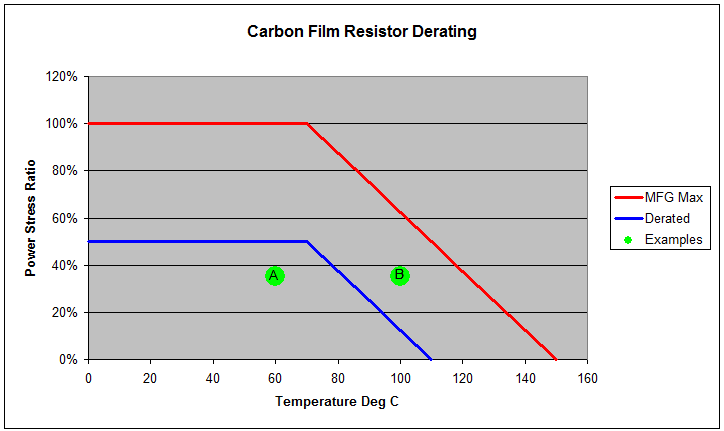 Carbon Film Resistor Derating
120%
100%
80%
60%
40%
20%
0%
Power Stress Ratio
A
B
0 20 40 60 80 100 120 140 160
Temperature Deg C
MFG Max
Derated
Examples